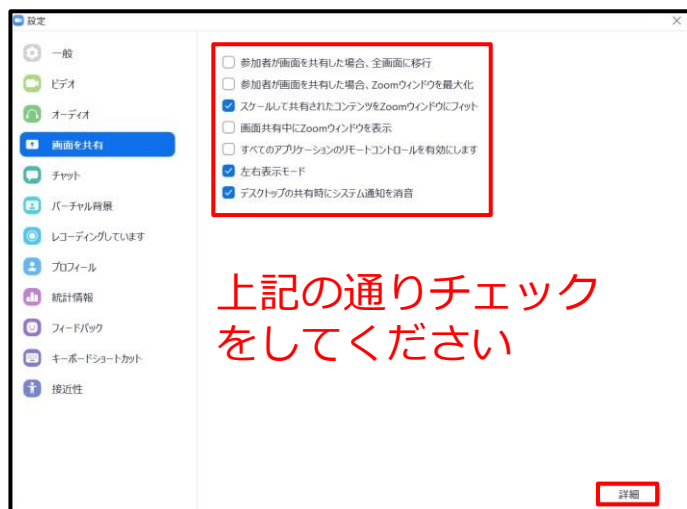 設定
一般
ビデオ
オーディオ
画面を共有
チャット
バーチャル背景
レコーディングしています
プロフィール
統計情報
フィードバック
キーボードショートカット
接近性
参加者が画面を共有した場合、全画面に移行
参加者が画面を共有した場合、Zoomウィンドウを最大化
スケールして共有されたコンテンツをZoomウィンドウにフィット
画面共有中にZoomウィンドウを表示
すべてのアプリケーションのリモートコントロールを有効にします
左右表示モード
デスクトップの共有時にシステム通知を消音
上記の通りチェック
をしてください
詳細